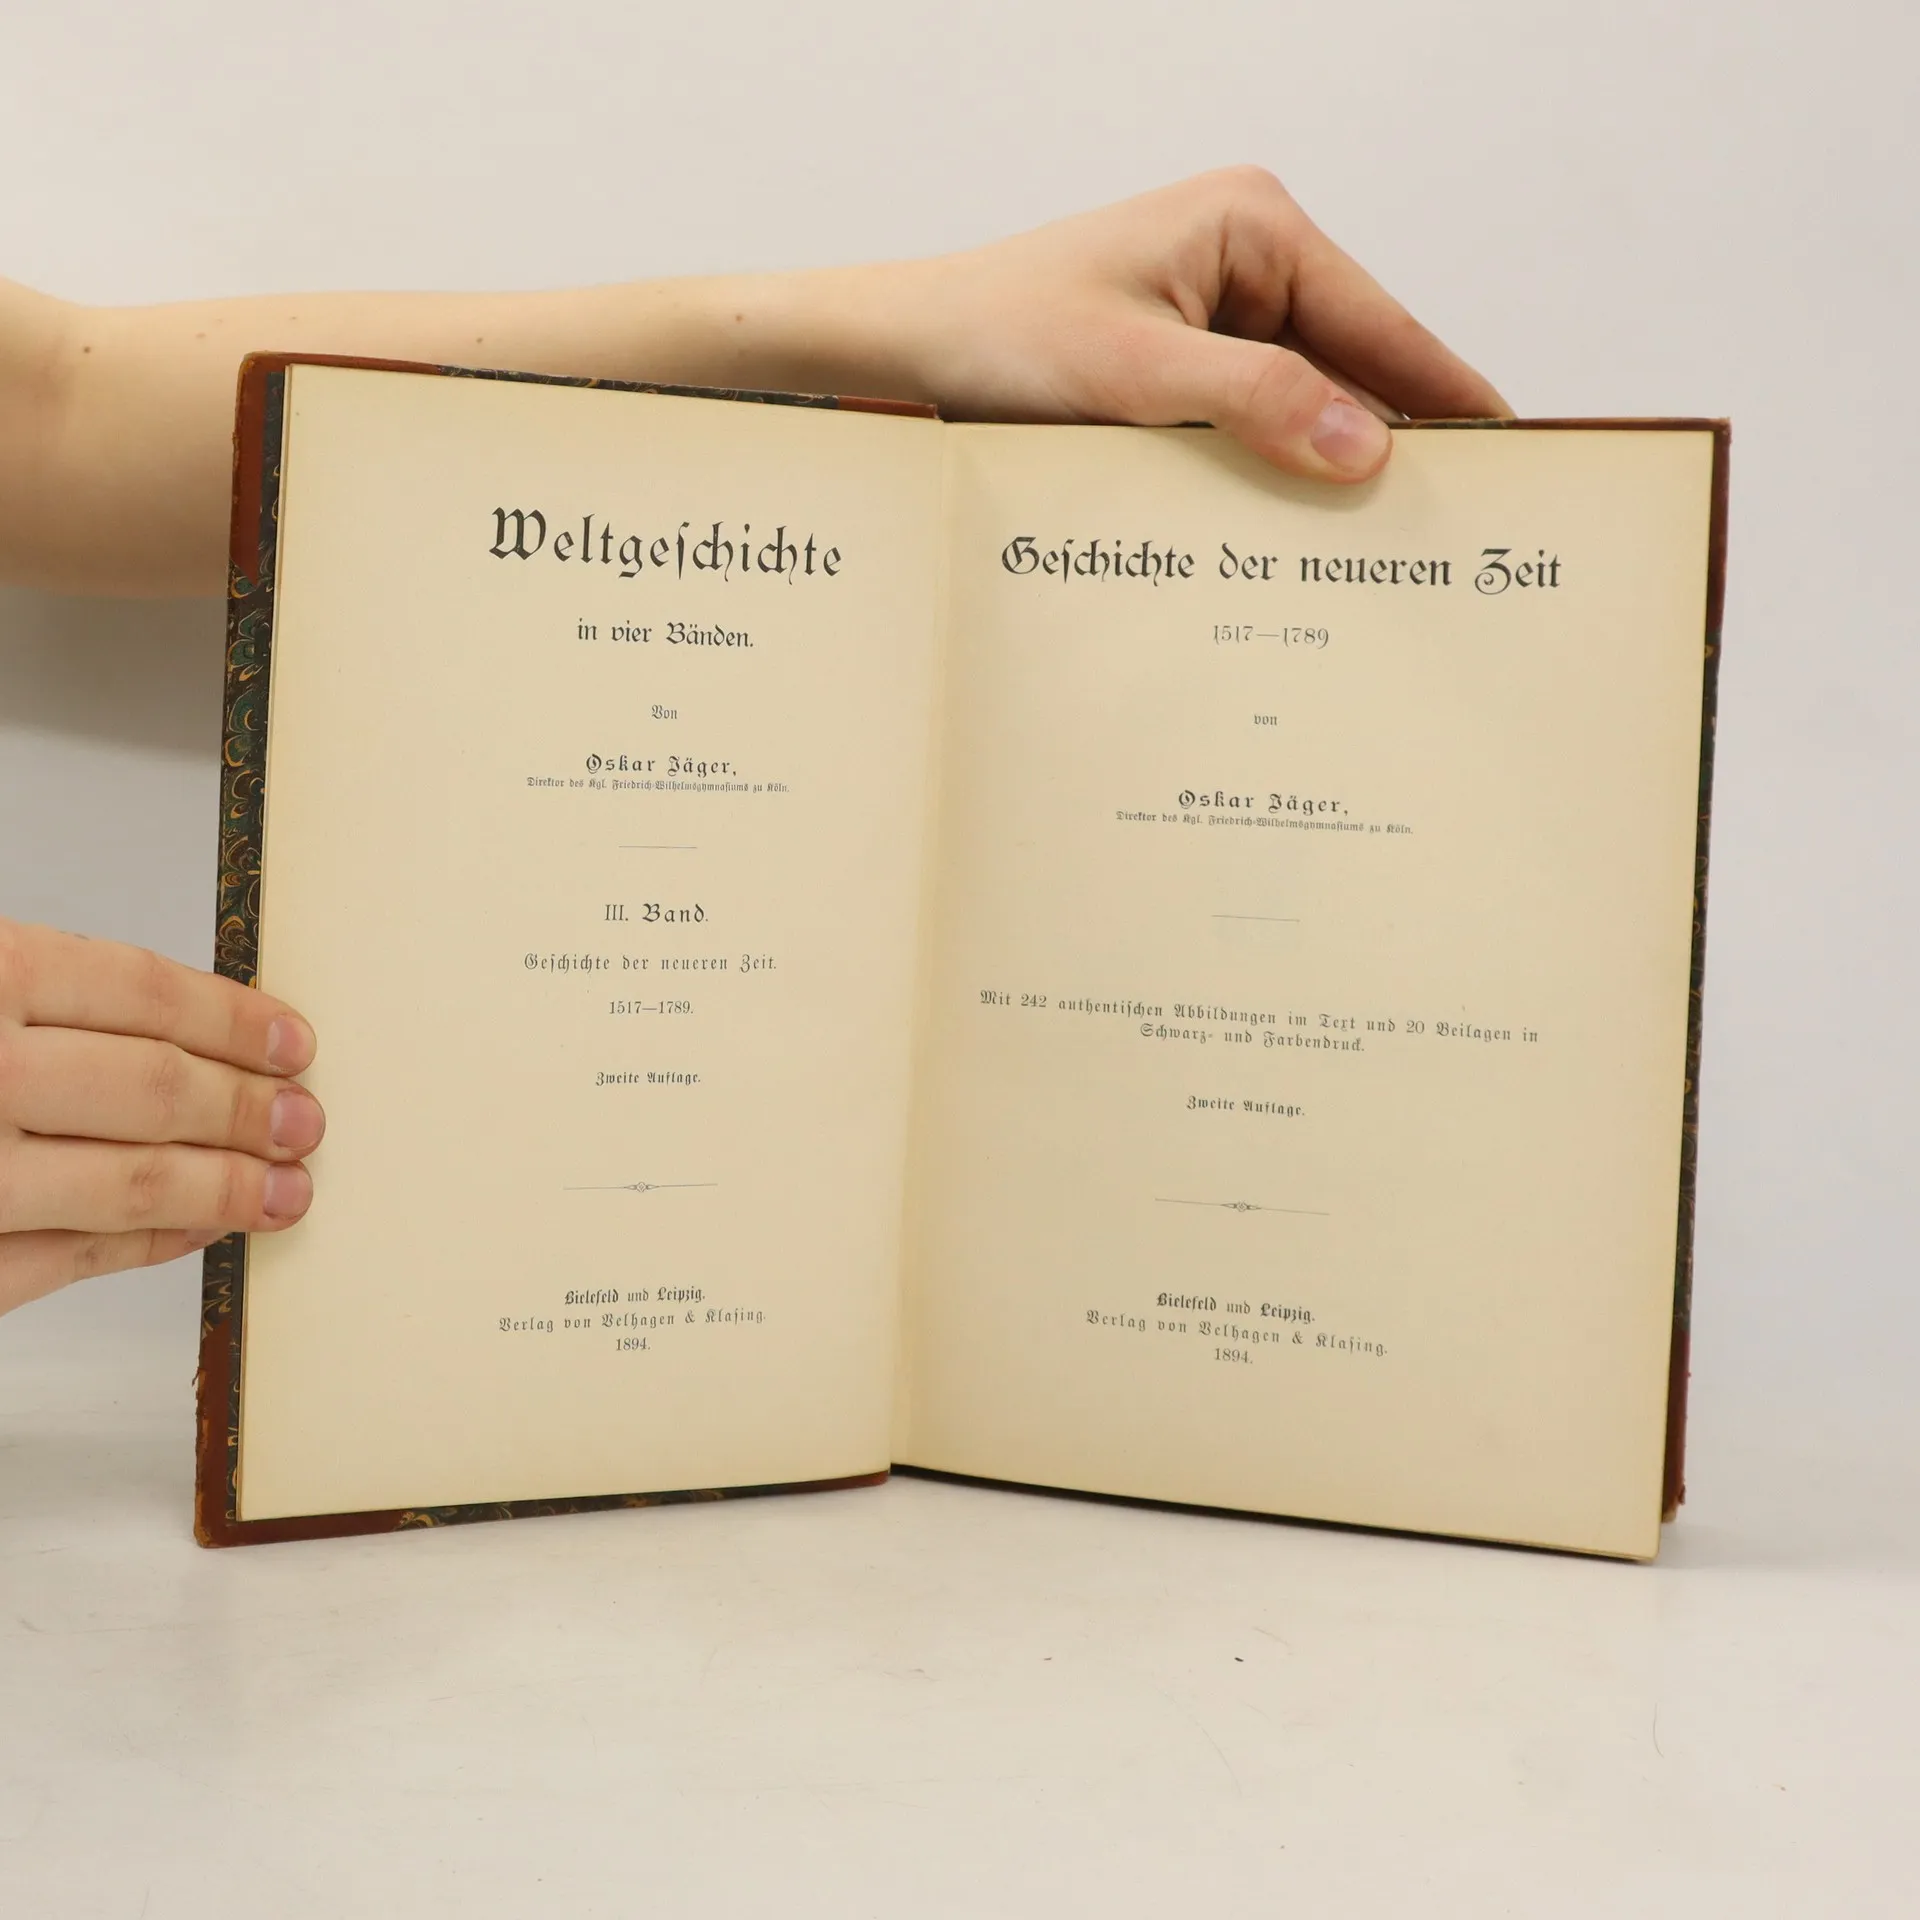 Weltgeſchichte
in vier Bänden.
Von
Oskar Jäger,
Direktor des Kgl. Friedrich-Wilhelmsgymnaſiums zu Köln.
III. Band.
Geſchichte der neueren Zeit.
1517—1789.
Zweite Auflage.
Bielefeld und Leipzig.
Verlag von Velhagen & Klaſing.
1894.
Geſchichte der neueren Zeit
1517—1789
von
Oskar Jäger,
Direktor des Kgl. Friedrich-Wilhelmsgymnaſiums zu Köln.
Mit 242 authentiſchen Abbildungen im Text und 20 Beilagen in
Schwarz- und Farbendruck.
Zweite Auflage.
Bielefeld und Leipzig.
Verlag von Velhagen & Klaſing.
1894.